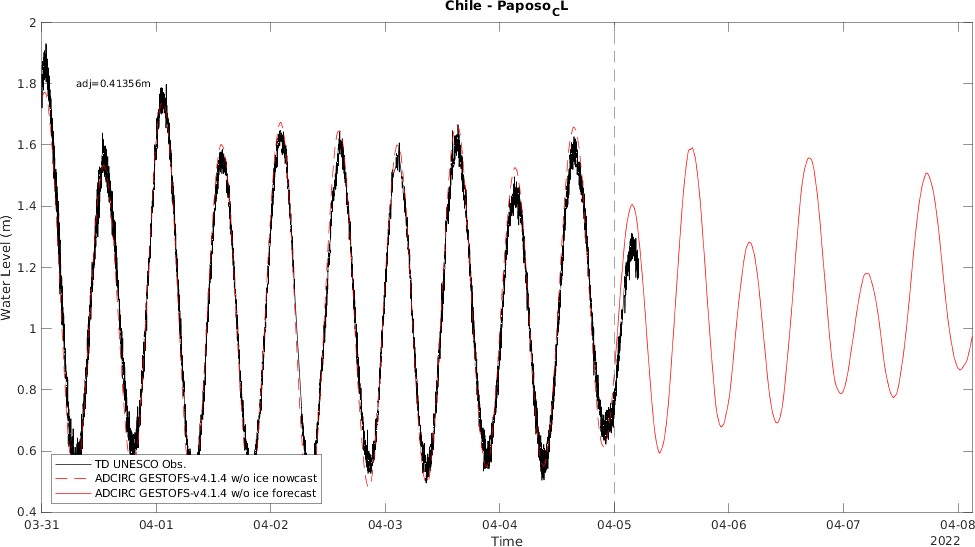 Chile - Paposo_CL
2
1.8
1.6
1.4
1.2
1
0.8
0.6
0.4
Water Level (m)
adj=0.41356m
TD UNESCO Obs.
ADCIRC GESTOFS-v4.1.4 w/o ice nowcast
ADCIRC GESTOFS-v4.1.4 w/o ice forecast
03-31 04-01 04-02 04-03 04-04 04-05 04-06 04-07 04-08
Time
2022